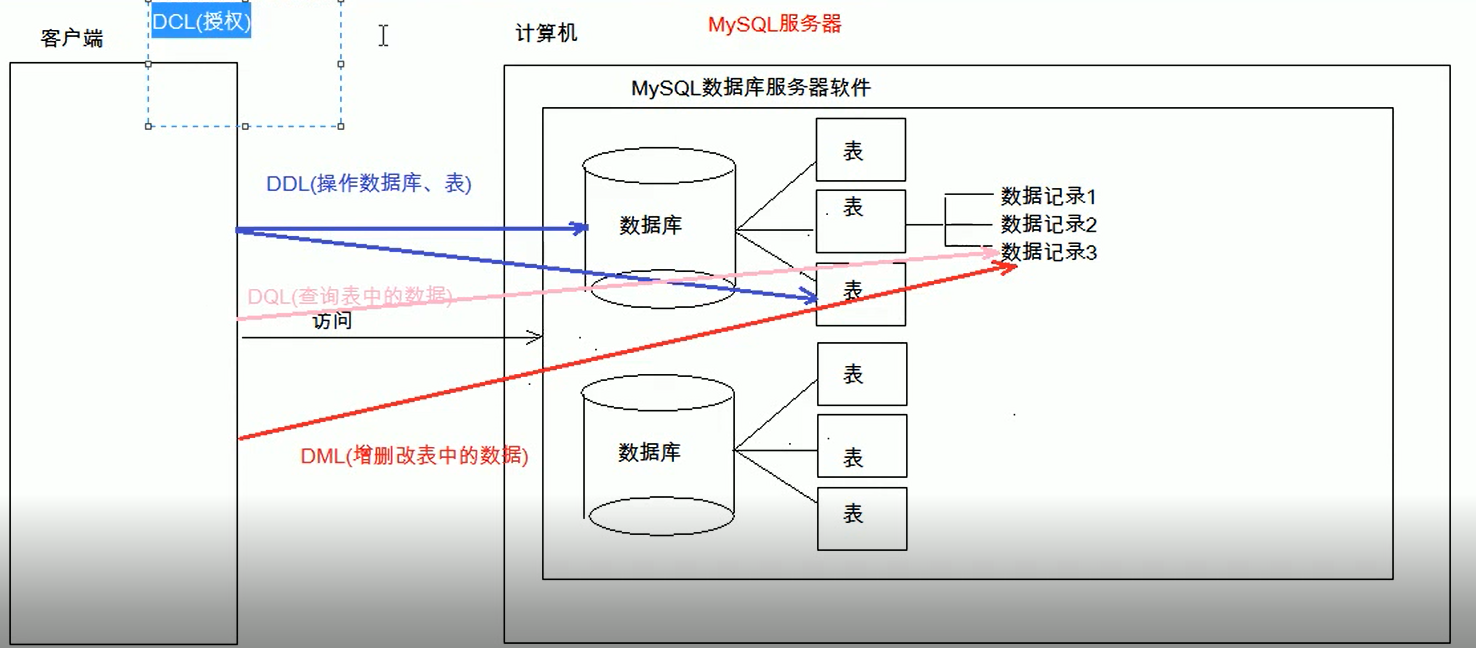 DCL(授权)
客户端
计算机
MySQL服务器
MySQL数据库服务器软件
表
DDL(操作数据库、表)
数据库
表
数据记录1
数据记录2
数据记录3
表
DQL(查询表中的数据)
访问
表
数据库
表
DML(增删改表中的数据)
表